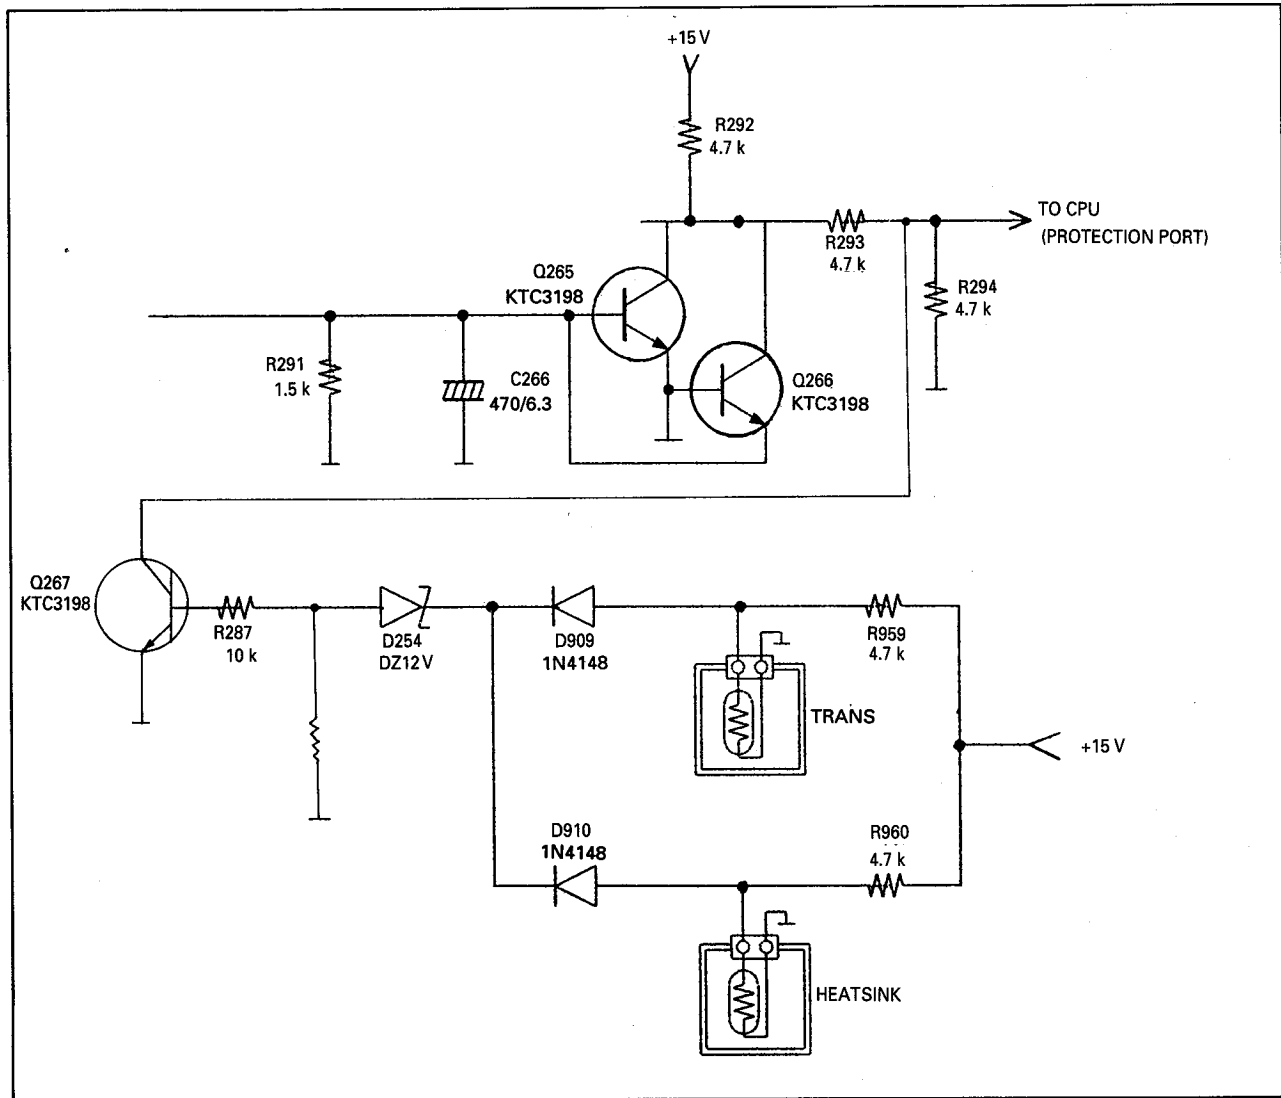 +15 V
R292
4.7 k
TO CPU
(PROTECTION PORT)
R293
4.7 k
Q265
KTC3198
R294
4.7 k
R291
1.5 k
C266
470/6.3
Q266
KTC3198
Q267
KTC3198
R287
10 k
D254
DZ12 V
D909
1N4148
R959
4.7 k
TRANS
+15 V
D910
1N4148
R960
4.7 k
HEATSINK